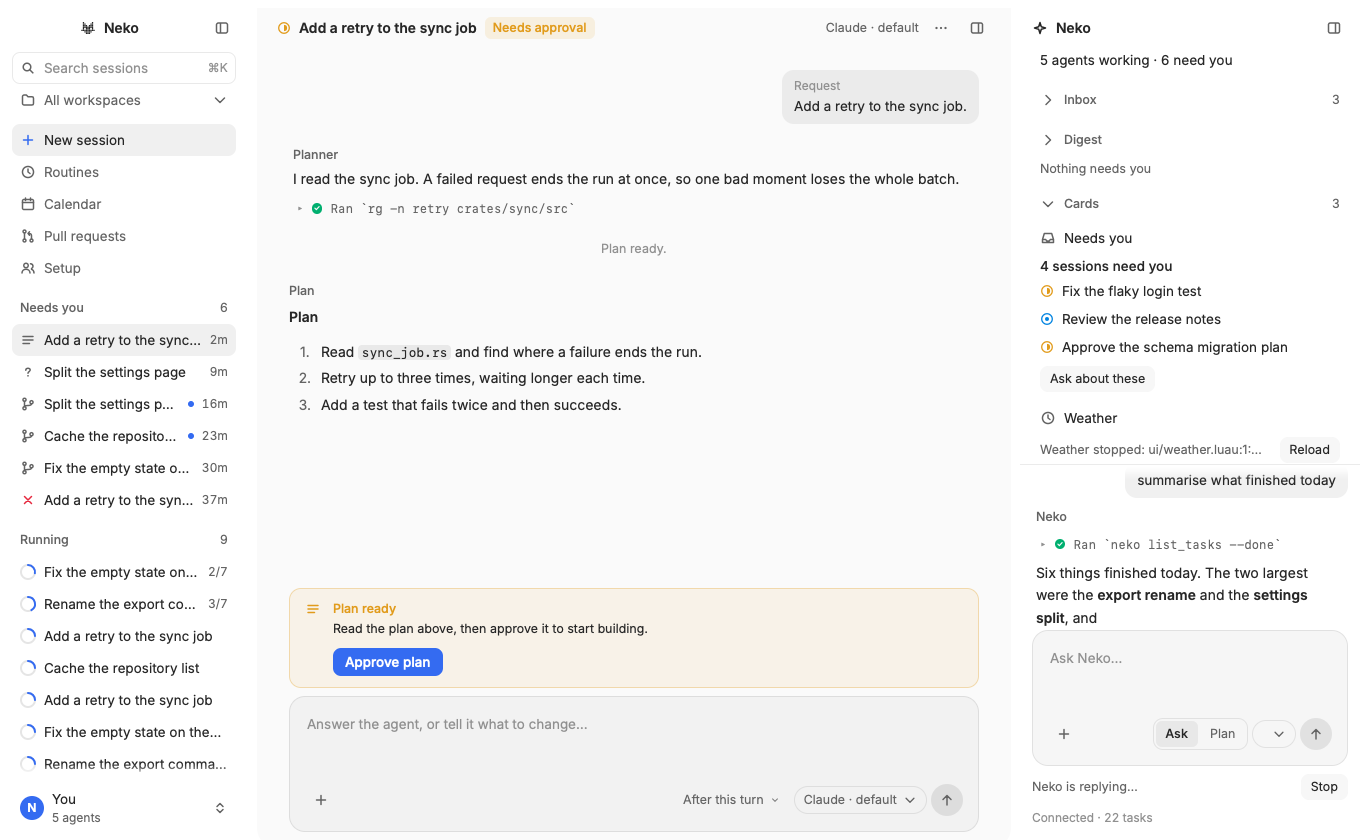 Neko
Search sessions ⌘K
All workspaces
New session
Routines
Calendar
Pull requests
Setup
Needs you 6
Add a retry to the sync... 2m
Split the settings page 9m
Split the settings p... 16m
Cache the reposito... 23m
Fix the empty state o... 30m
Add a retry to the syn... 37m
Running 9
Fix the empty state on... 2/7
Rename the export co... 3/7
Add a retry to the sync job
Cache the repository list
Add a retry to the sync job
Fix the empty state on the...
Rename the export comma...
N
You
5 agents
Add a retry to the sync job Needs approval Claude · default
Request
Add a retry to the sync job.
Planner
I read the sync job. A failed request ends the run at once, so one bad moment loses the whole batch.
Ran `rg -n retry crates/sync/src`
Plan ready.
Plan
Plan
1. Read sync_job.rs and find where a failure ends the run.
2. Retry up to three times, waiting longer each time.
3. Add a test that fails twice and then succeeds.
Plan ready
Read the plan above, then approve it to start building.
Approve plan
Answer the agent, or tell it what to change...
After this turn Claude · default
Neko
5 agents working · 6 need you
Inbox 3
Digest
Nothing needs you
Cards 3
Needs you
4 sessions need you
Fix the flaky login test
Review the release notes
Approve the schema migration plan
Ask about these
Weather
Weather stopped: ui/weather.luau:1:... Reload
summarise what finished today
Neko
Ran `neko list_tasks --done`
Six things finished today. The two largest
were the export rename and the settings
split, and
Ask Neko...
Ask Plan
Neko is replying... Stop
Connected · 22 tasks